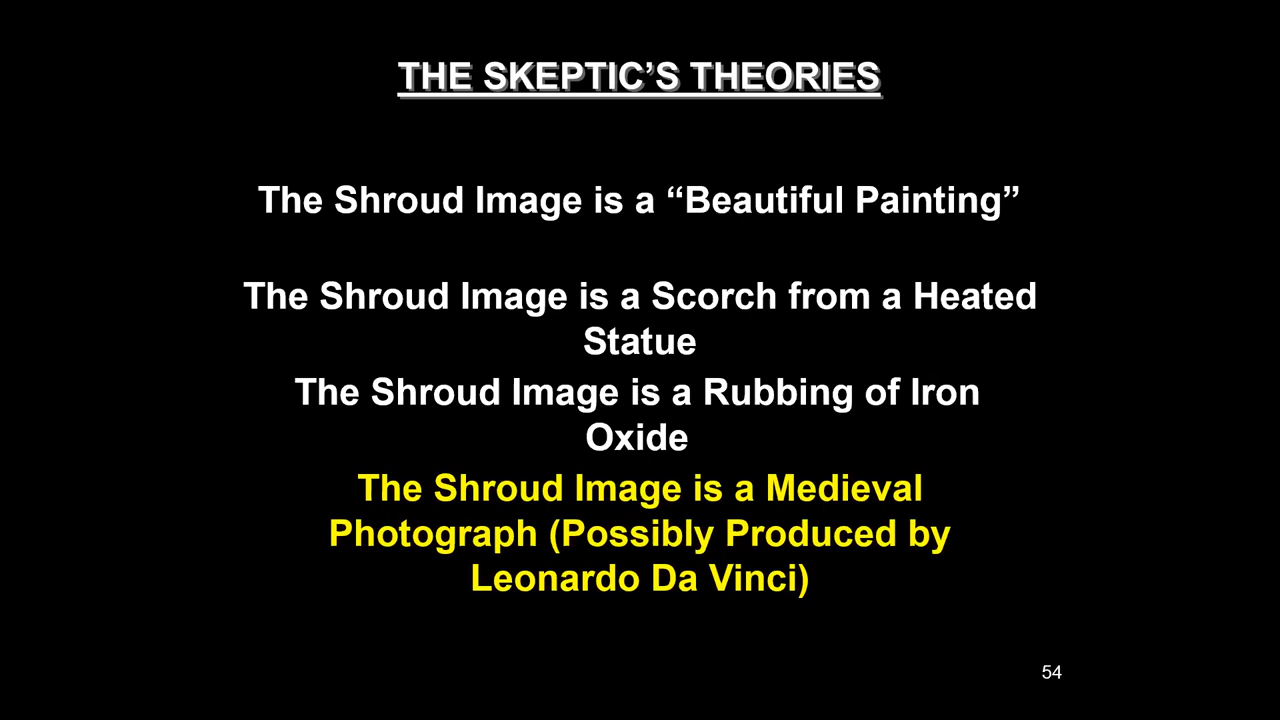 THE SKEPTIC’S THEORIES
The Shroud Image is a “Beautiful Painting”
The Shroud Image is a Scorch from a Heated
Statue
The Shroud Image is a Rubbing of Iron
Oxide
The Shroud Image is a Medieval
Photograph (Possibly Produced by
Leonardo Da Vinci)
54